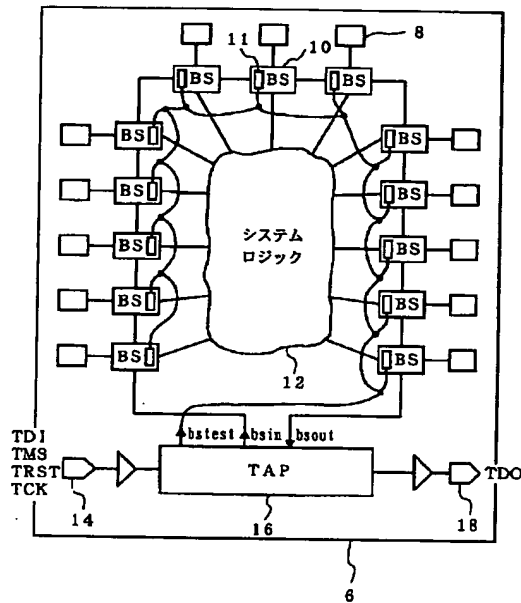 11
10
8
BS BS BS
BS BS
BS BS
BS BS
BS BS
BS BS
システム
ロジック
12
bstest bsin bsout
TDI
TMS
TRST
TCK
TAP
TDO
14
16
18
6